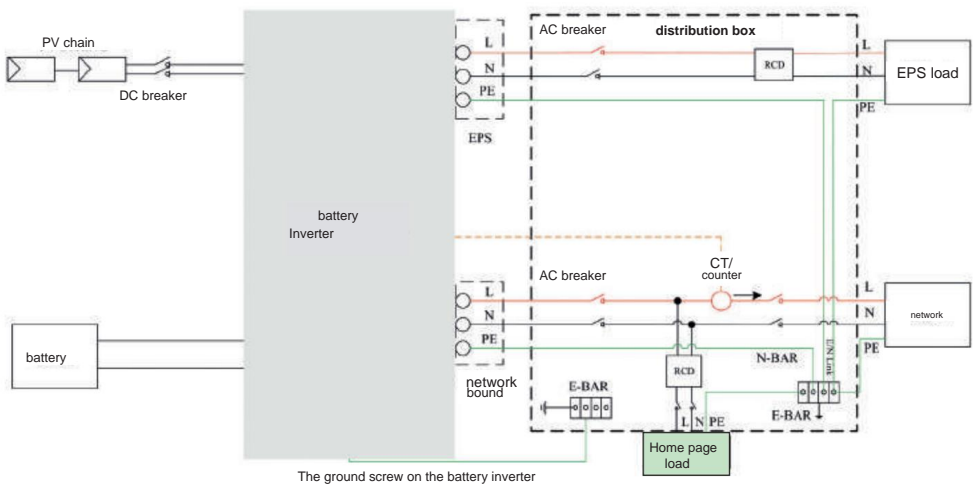 PV chain
DC breaker
battery
Inverter
battery
L
N
PE
EPS
AC breaker
distribution box
RCD
L
N
PE
EPS load
CT/
counter
AC breaker
L
N
PE
network
bound
E-BAR
RCD
L N PE
N-BAR
E/N Link
E-BAR
L
N
PE
network
Home page
load
The ground screw on the battery inverter